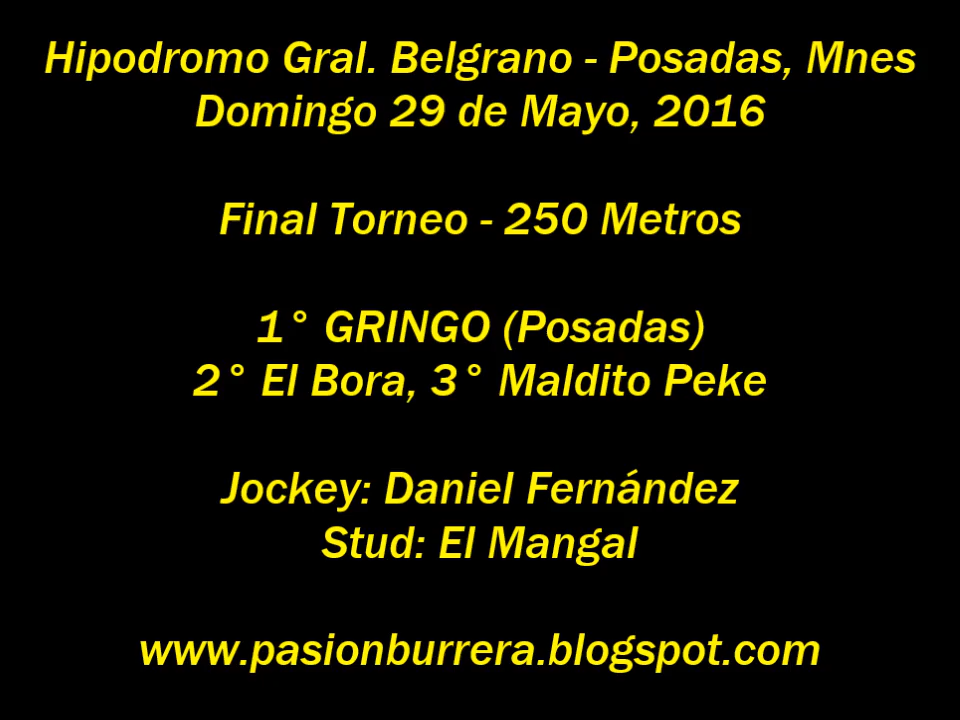 Hipodromo Gral. Belgrano - Posadas, Mnes
Domingo 29 de Mayo, 2016
Final Torneo - 250 Metros
1° GRINGO (Posadas)
2° El Bora, 3° Maldito Peke
Jockey: Daniel Fernández
Stud: El Mangal
www.pasionburrera.blogspot.com